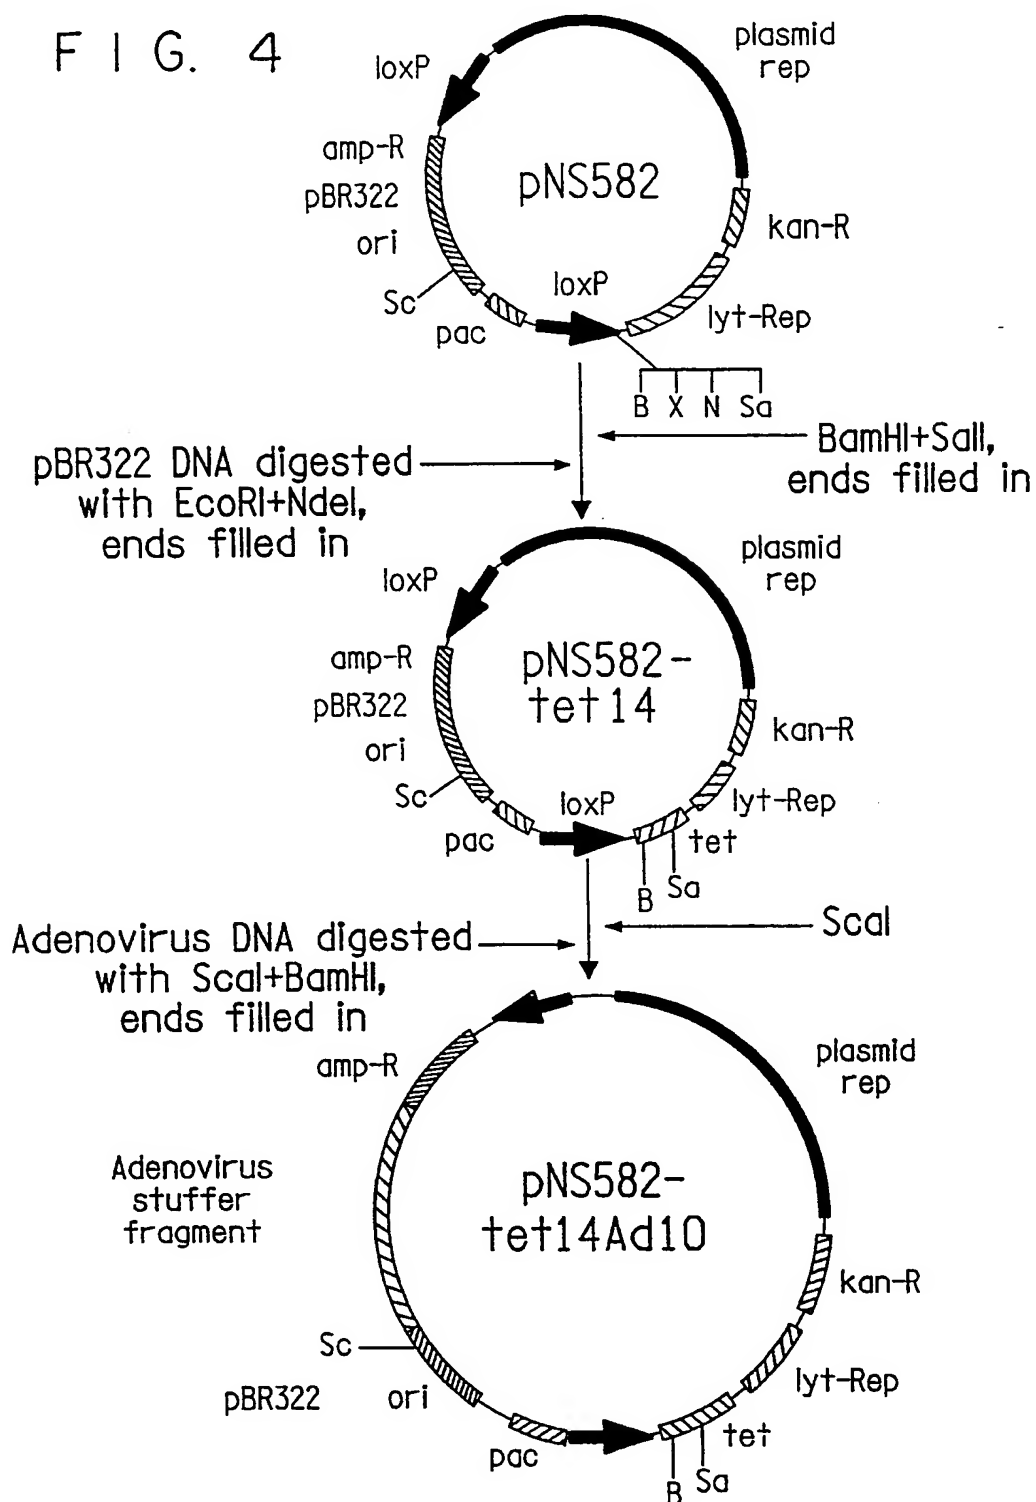 FIG. 4
plasmid
rep
loxP
amp-R
pBR322
ori
pNS582
kan-R
Sc
loxP
pac
lyt-Rep
B X N Sa
pBR322 DNA digested
with EcoRI+NdeI,
ends filled in
BamHI+SalI,
ends filled in
plasmid
rep
loxP
amp-R
pBR322
ori
pNS582-
tet14
kan-R
Sc
loxP
lyt-Rep
pac
tet
B
Sa
Adenovirus DNA digested
with ScaI+BamHI,
ends filled in
ScaI
amp-R
plasmid
rep
Adenovirus
stuffer
fragment
pNS582-
tet14Ad10
kan-R
Sc
pBR322
ori
lyt-Rep
pac
tet
B
Sa